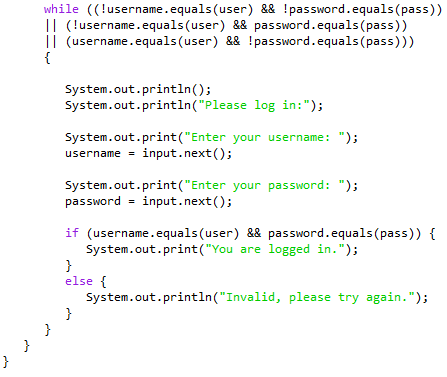 while ((!username.equals(user) && !password.equals(pass))
|| (!username.equals(user) && password.equals(pass))
|| (username.equals(user) && !password.equals(pass)))
{
System.out.println();
System.out.println("Please log in:");
System.out.print("Enter your username: ");
username = input.next();
System.out.print("Enter your password: ");
password = input.next();
if (username.equals(user) && password.equals(pass)) {
System.out.print("You are logged in.");
}
else {
System.out.println("Invalid, please try again.");
}
}
}
}